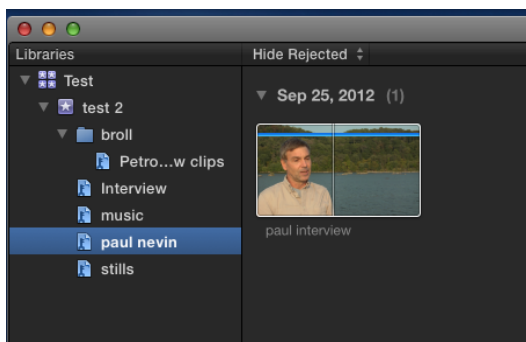 Libraries
Hide Rejected
Test
test 2
broll
Petro…w clips
Interview
music
paul nevin
stills
Sep 25, 2012 (1)
paul interview